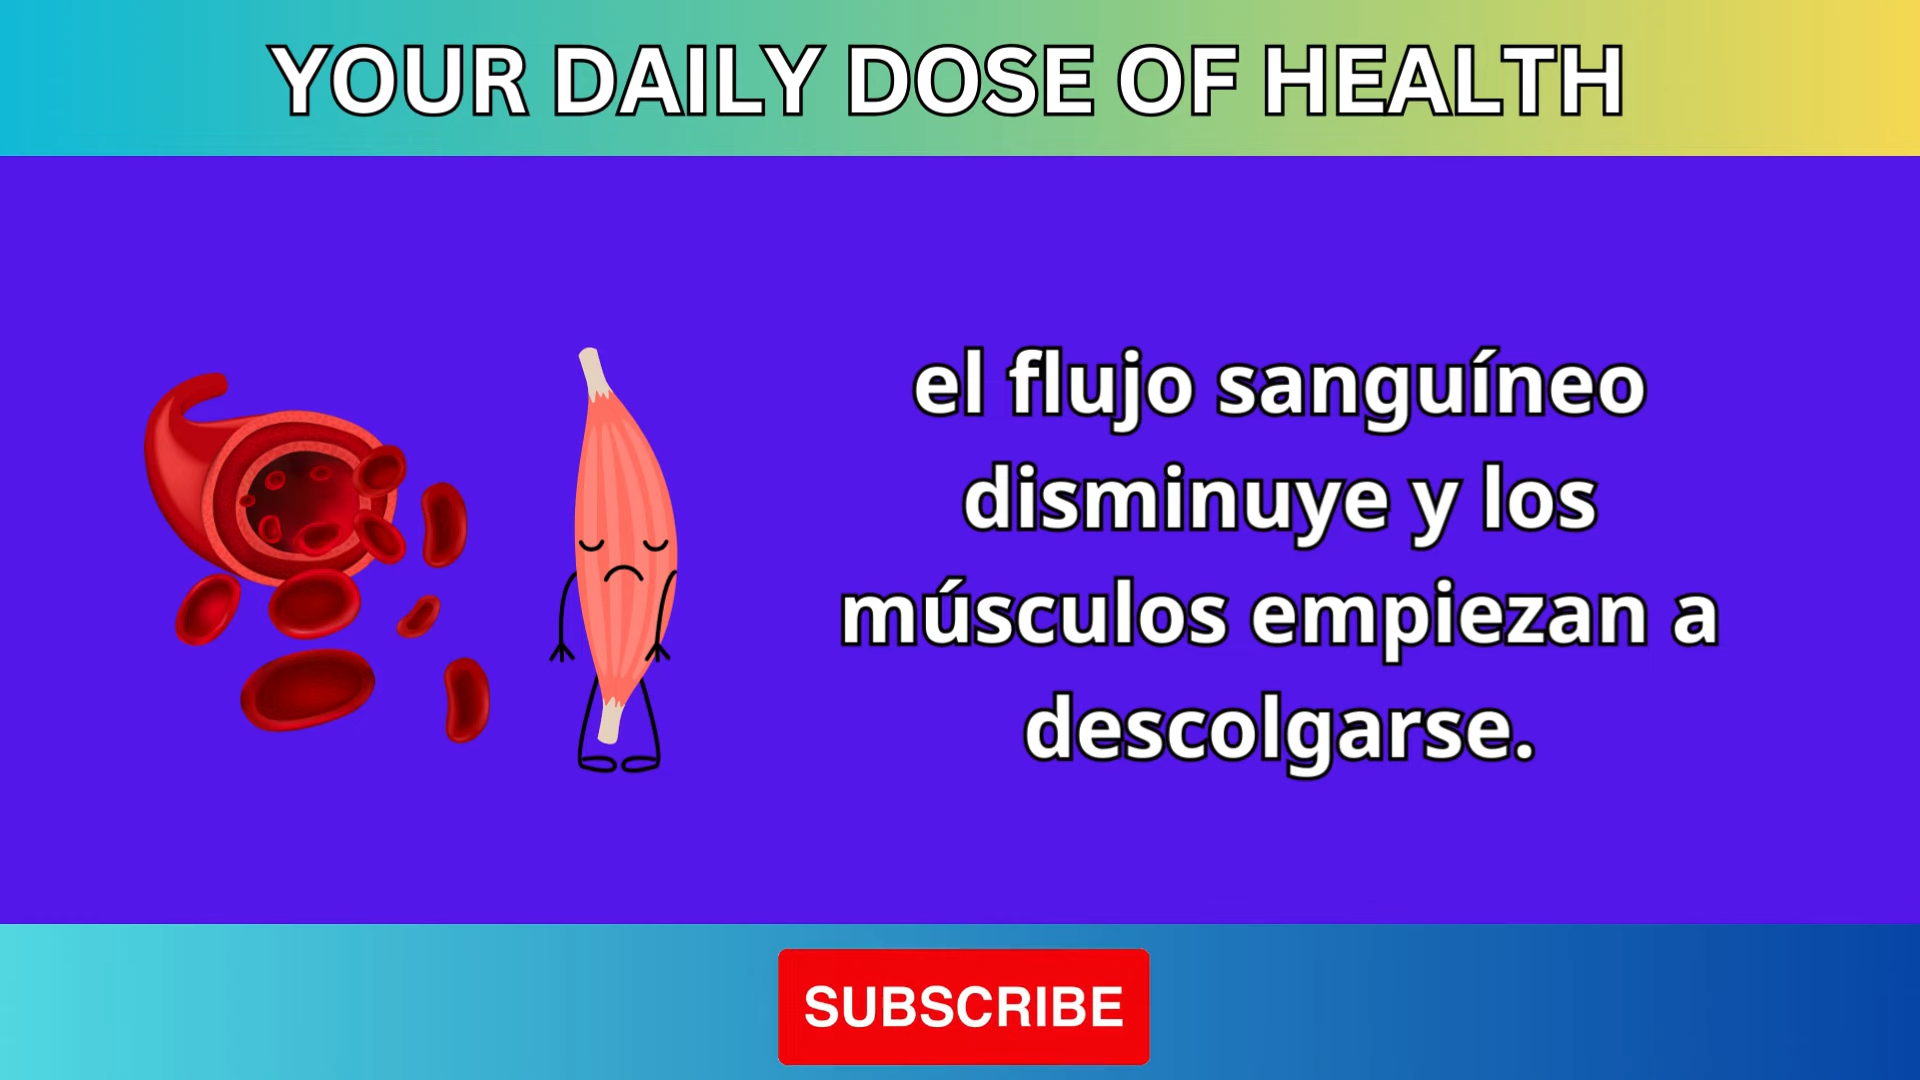 YOUR DAILY DOSE OF HEALTH
el flujo sanguíneo
disminuye y los
músculos empiezan a
descolgarse.
SUBSCRIBE